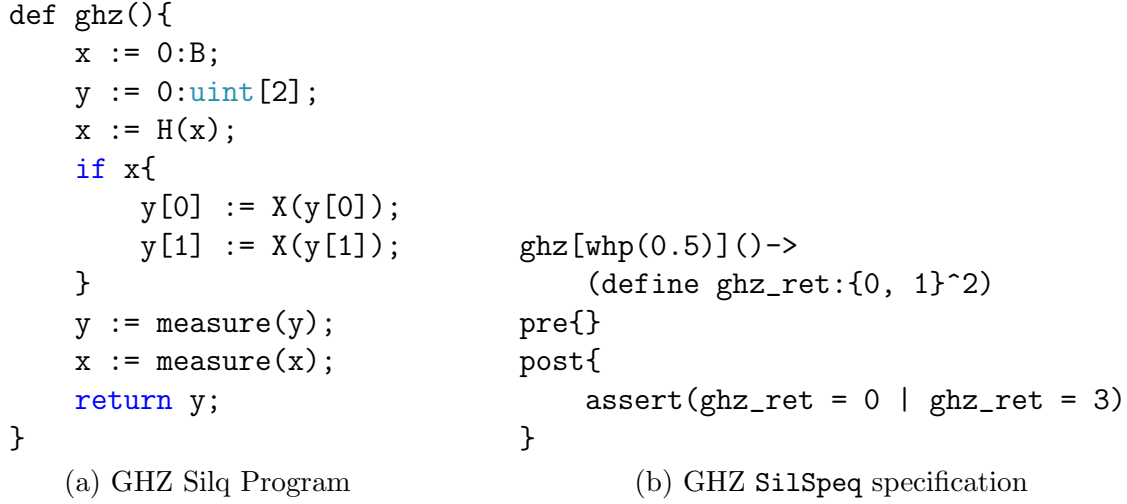 def ghz(){
    x := 0:B;
    y := 0:uint[2];
    x := H(x);
    if x{
        y[0] := X(y[0]);
        y[1] := X(y[1]);
    }
    y := measure(y);
    x := measure(x);
    return y;
}
(a) GHZ Silq Program
ghz[whp(0.5)]()->
    (define ghz_ret:{0, 1}^2)
pre{}
post{
    assert(ghz_ret = 0 | ghz_ret = 3)
}
(b) GHZ SilSpeq specification